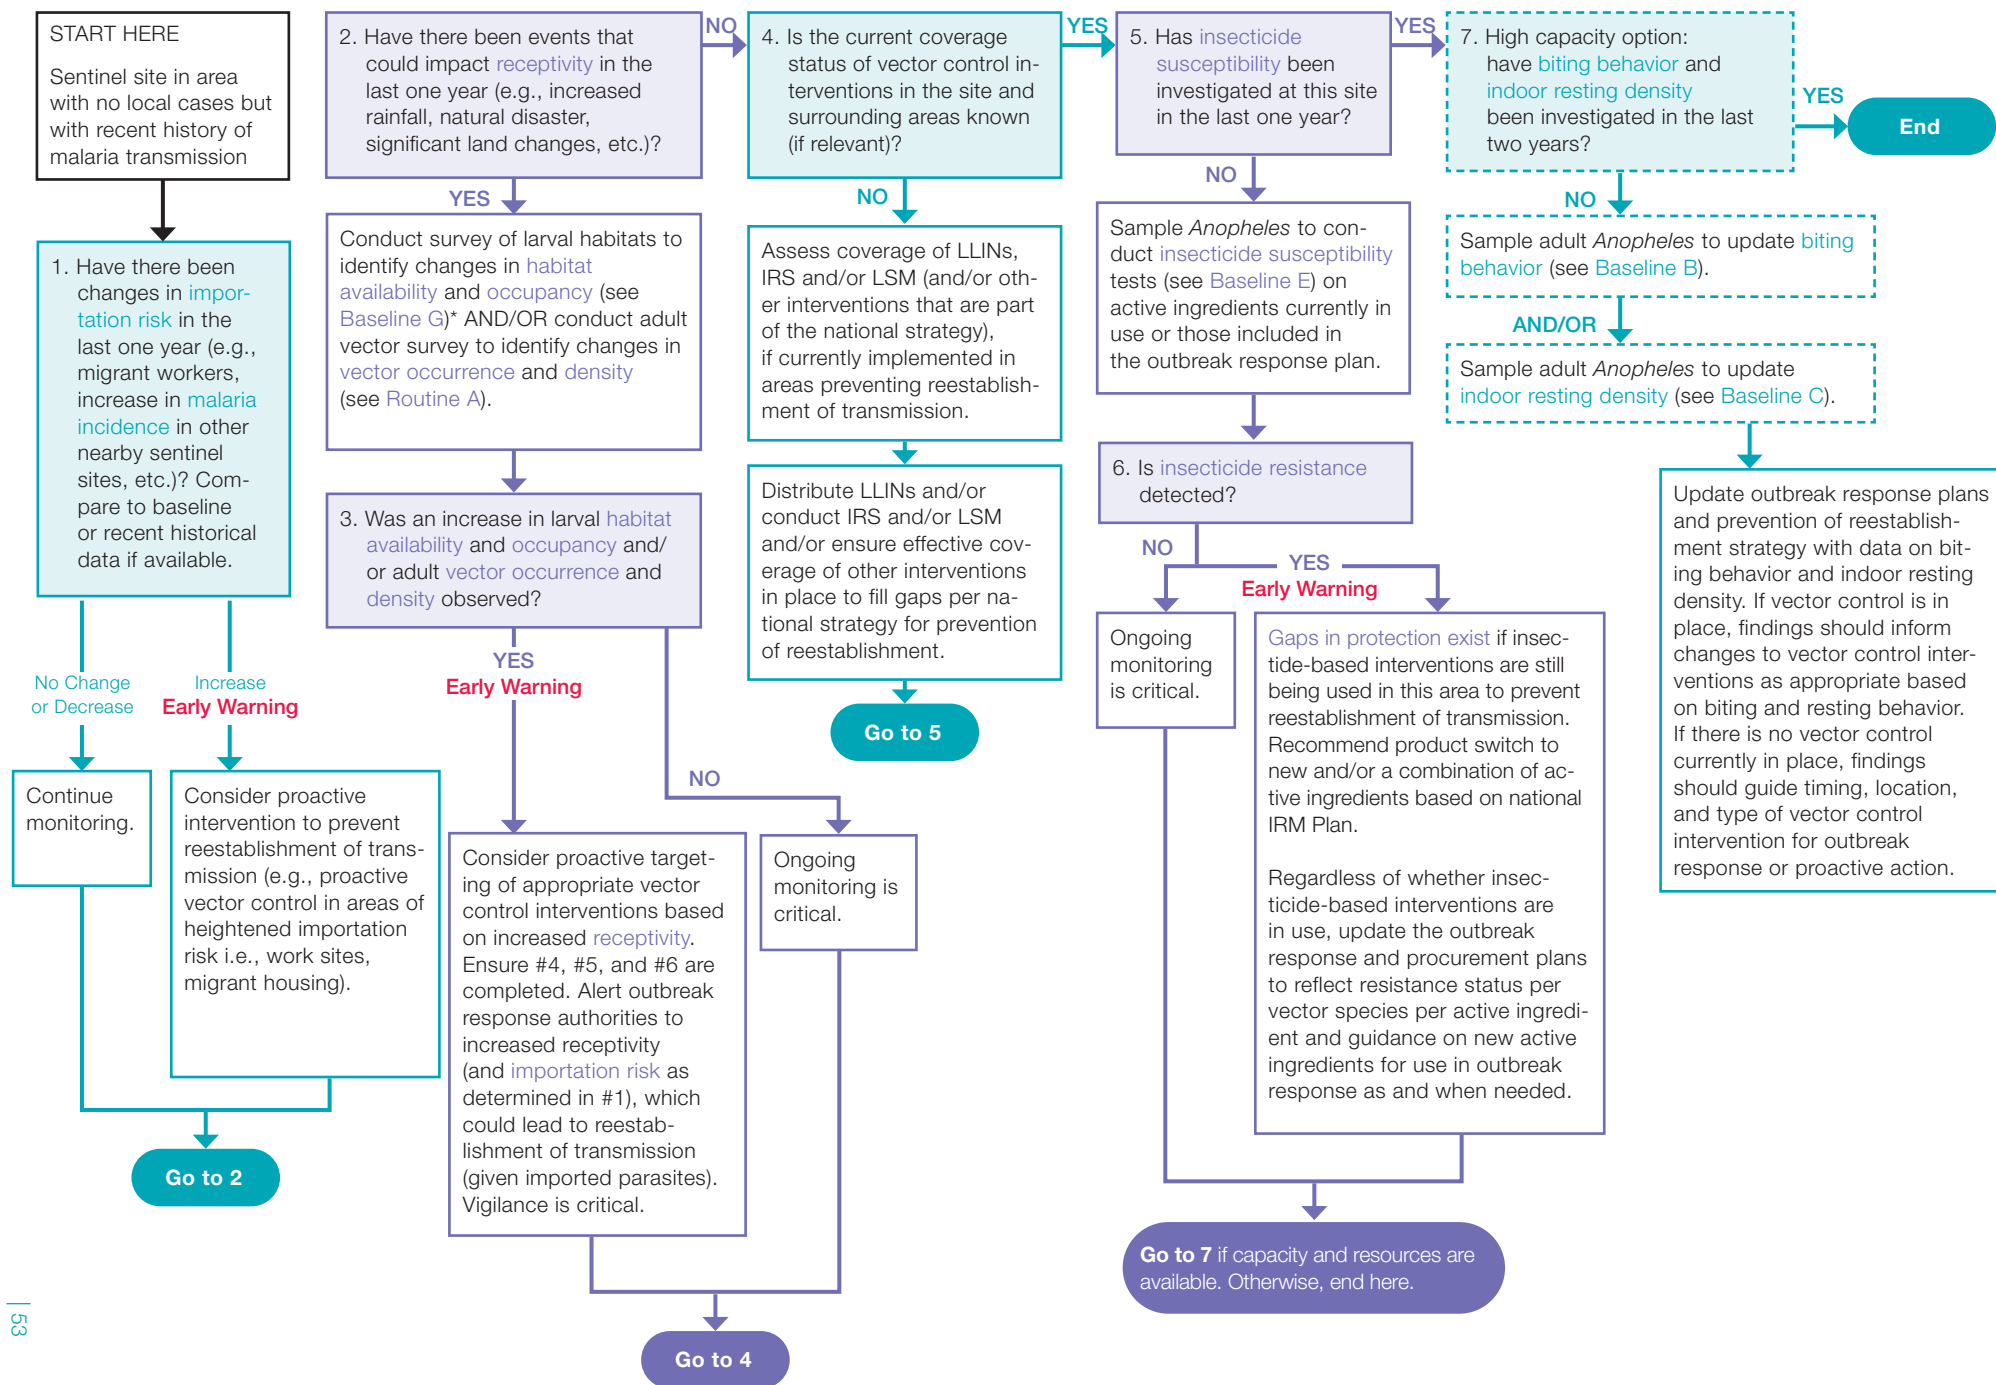 START HERE
Sentinel site in area
with no local cases but
with recent history of
malaria transmission
1. Have there been
changes in impor-
tation risk in the
last one year (e.g.,
migrant workers,
increase in malaria
incidence in other
nearby sentinel
sites, etc.)? Com-
pare to baseline
or recent historical
data if available.
No Change
or Decrease
Increase
Early Warning
Continue
monitoring.
Consider proactive
intervention to prevent
reestablishment of trans-
mission (e.g., proactive
vector control in areas of
heightened importation
risk i.e., work sites,
migrant housing).
Go to 2
2. Have there been events that
could impact receptivity in the
last one year (e.g., increased
rainfall, natural disaster,
significant land changes, etc.)?
NO
YES
Conduct survey of larval habitats to
identify changes in habitat
availability and occupancy (see
Baseline G)* AND/OR conduct adult
vector survey to identify changes in
vector occurrence and density
(see Routine A).
3. Was an increase in larval habitat
availability and occupancy and/
or adult vector occurrence and
density observed?
YES
Early Warning
NO
Consider proactive target-
ing of appropriate vector
control interventions based
on increased receptivity.
Ensure #4, #5, and #6 are
completed. Alert outbreak
response authorities to
increased receptivity
(and importation risk as
determined in #1), which
could lead to reestab-
lishment of transmission
(given imported parasites).
Vigilance is critical.
Ongoing
monitoring is
critical.
Go to 4
4. Is the current coverage
status of vector control in-
terventions in the site and
surrounding areas known
(if relevant)?
YES
NO
Assess coverage of LLINs,
IRS and/or LSM (and/or oth-
er interventions that are part
of the national strategy),
if currently implemented in
areas preventing reestablish-
ment of transmission.
Distribute LLINs and/or
conduct IRS and/or LSM
and/or ensure effective cov-
erage of other interventions
in place to fill gaps per na-
tional strategy for prevention
of reestablishment.
Go to 5
5. Has insecticide
susceptibility been
investigated at this site
in the last one year?
YES
NO
Sample Anopheles to con-
duct insecticide susceptibility
tests (see Baseline E) on
active ingredients currently in
use or those included in
the outbreak response plan.
6. Is insecticide resistance
detected?
NO
YES
Early Warning
Ongoing
monitoring
is critical.
Gaps in protection exist if insec-
tide-based interventions are still
being used in this area to prevent
reestablishment of transmission.
Recommend product switch to
new and/or a combination of ac-
tive ingredients based on national
IRM Plan.
Regardless of whether insec-
ticide-based interventions are
in use, update the outbreak
response and procurement plans
to reflect resistance status per
vector species per active ingredi-
ent and guidance on new active
ingredients for use in outbreak
response as and when needed.
Go to 7 if capacity and resources are
available. Otherwise, end here.
7. High capacity option:
have biting behavior and
indoor resting density
been investigated in the last
two years?
YES
End
NO
Sample adult Anopheles to update biting
behavior (see Baseline B).
AND/OR
Sample adult Anopheles to update
indoor resting density (see Baseline C).
Update outbreak response plans
and prevention of reestablish-
ment strategy with data on bit-
ing behavior and indoor resting
density. If vector control is in
place, findings should inform
changes to vector control inter-
ventions as appropriate based
on biting and resting behavior.
If there is no vector control
currently in place, findings
should guide timing, location,
and type of vector control
intervention for outbreak
response or proactive action.
| 53